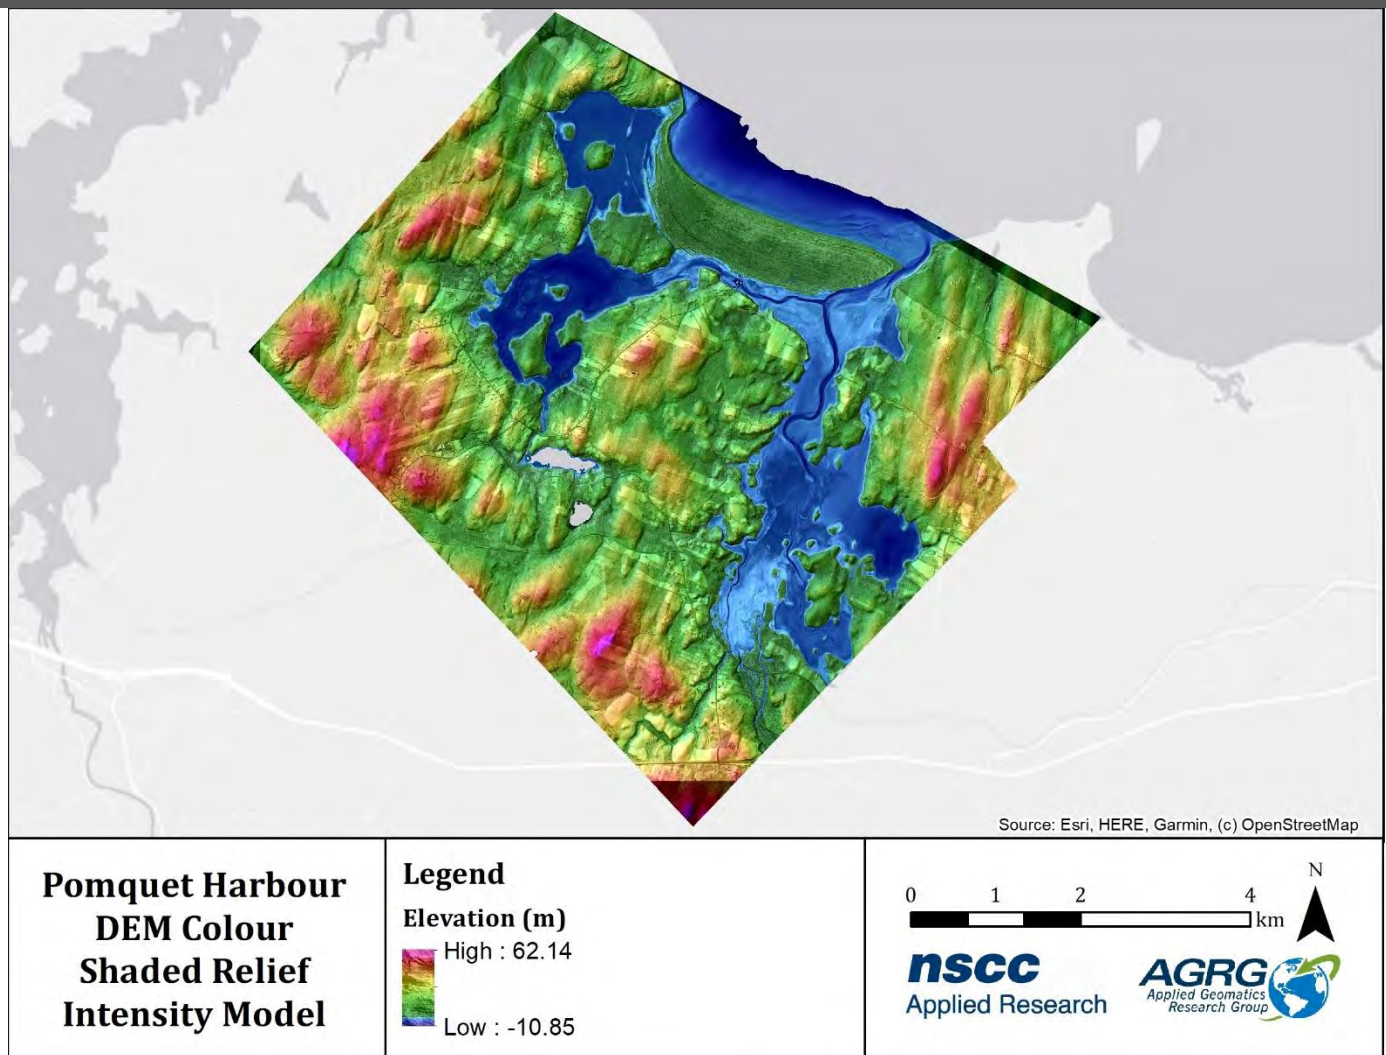 Source: Esri, HERE, Garmin, (c) OpenStreetMap
Pomquet Harbour
DEM Colour
Shaded Relief
Intensity Model
Legend
Elevation (m)
High : 62.14
Low : -10.85
0 1 2 4
km
N
nscc
Applied Research
AGRG
Applied Geomatics
Research Group